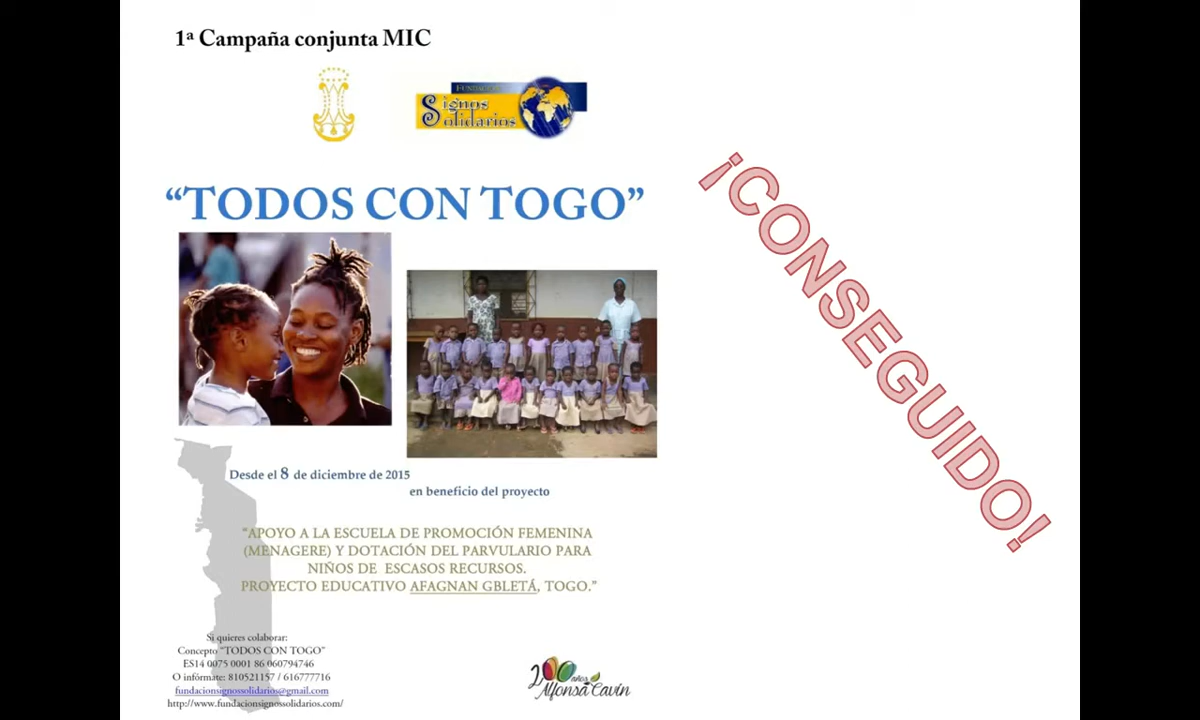 1ª Campaña conjunta MIC
FUNDACIÓN
Signos
Solidarios
“TODOS CON TOGO”
¡CONSEGUIDO!
Desde el 8 de diciembre de 2015
en beneficio del proyecto
“APOYO A LA ESCUELA DE PROMOCIÓN FEMENINA
(MENAGERE) Y DOTACIÓN DEL PARVULARIO PARA
NIÑOS DE ESCASOS RECURSOS.
PROYECTO EDUCATIVO AFAGNAN GBLETÁ, TOGO.”
Si quieres colaborar:
Concepto “TODOS CON TOGO”
ES14 0075 0001 86 060794746
O infórmate: 810521157 / 616777716
fundacionsignossolidarios@gmail.com
http://www.fundacionsignossolidarios.com/
200 años
Alfonsa Cavín